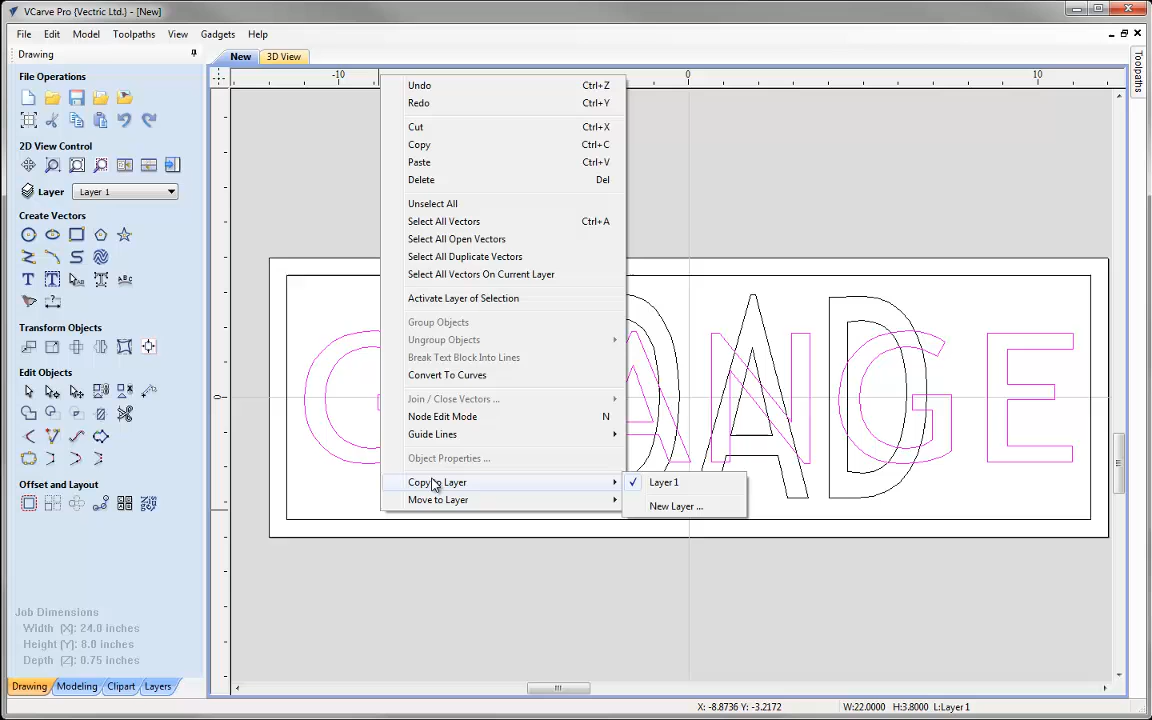 VCarve Pro {Vectric Ltd.} - [New]
File Edit Model Toolpaths View Gadgets Help
Drawing
New 3D View
Toolpaths
File Operations
-10 0 10
Undo Ctrl+Z
Redo Ctrl+Y
Cut Ctrl+X
Copy Ctrl+C
Paste Ctrl+V
Delete Del
Unselect All
Select All Vectors Ctrl+A
Select All Open Vectors
Select All Duplicate Vectors
Select All Vectors On Current Layer
Activate Layer of Selection
Group Objects
Ungroup Objects
Break Text Block Into Lines
Convert To Curves
Join / Close Vectors ...
Node Edit Mode N
Guide Lines
Object Properties ...
Copy to Layer
Move to Layer
Layer1
New Layer ...
2D View Control
Layer Layer 1
Create Vectors
Transform Objects
Edit Objects
Offset and Layout
0
A D
A N G E
Job Dimensions
Width (X): 24.0 inches
Height (Y): 8.0 inches
Depth (Z): 0.75 inches
Drawing Modeling Clipart Layers
X: -8.8736 Y: -3.2172 W:22.0000 H:3.8000 L:Layer 1